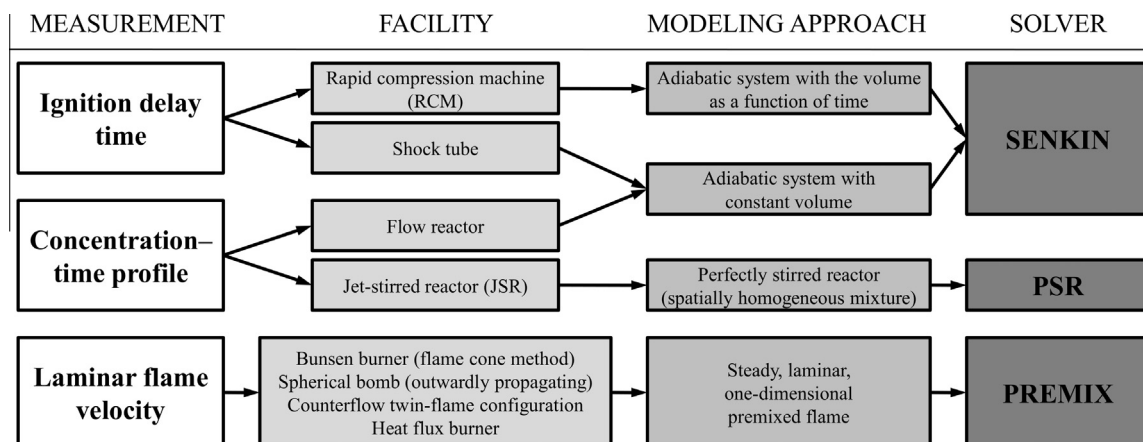 MEASUREMENT
FACILITY
MODELING APPROACH
SOLVER
Ignition delay
time
Rapid compression machine
(RCM)
Adiabatic system with the volume
as a function of time
SENKIN
Shock tube
Adiabatic system with
constant volume
Concentration–
time profile
Flow reactor
Jet-stirred reactor (JSR)
Perfectly stirred reactor
(spatially homogeneous mixture)
PSR
Laminar flame
velocity
Bunsen burner (flame cone method)
Spherical bomb (outwardly propagating)
Counterflow twin-flame configuration
Heat flux burner
Steady, laminar,
one-dimensional
premixed flame
PREMIX